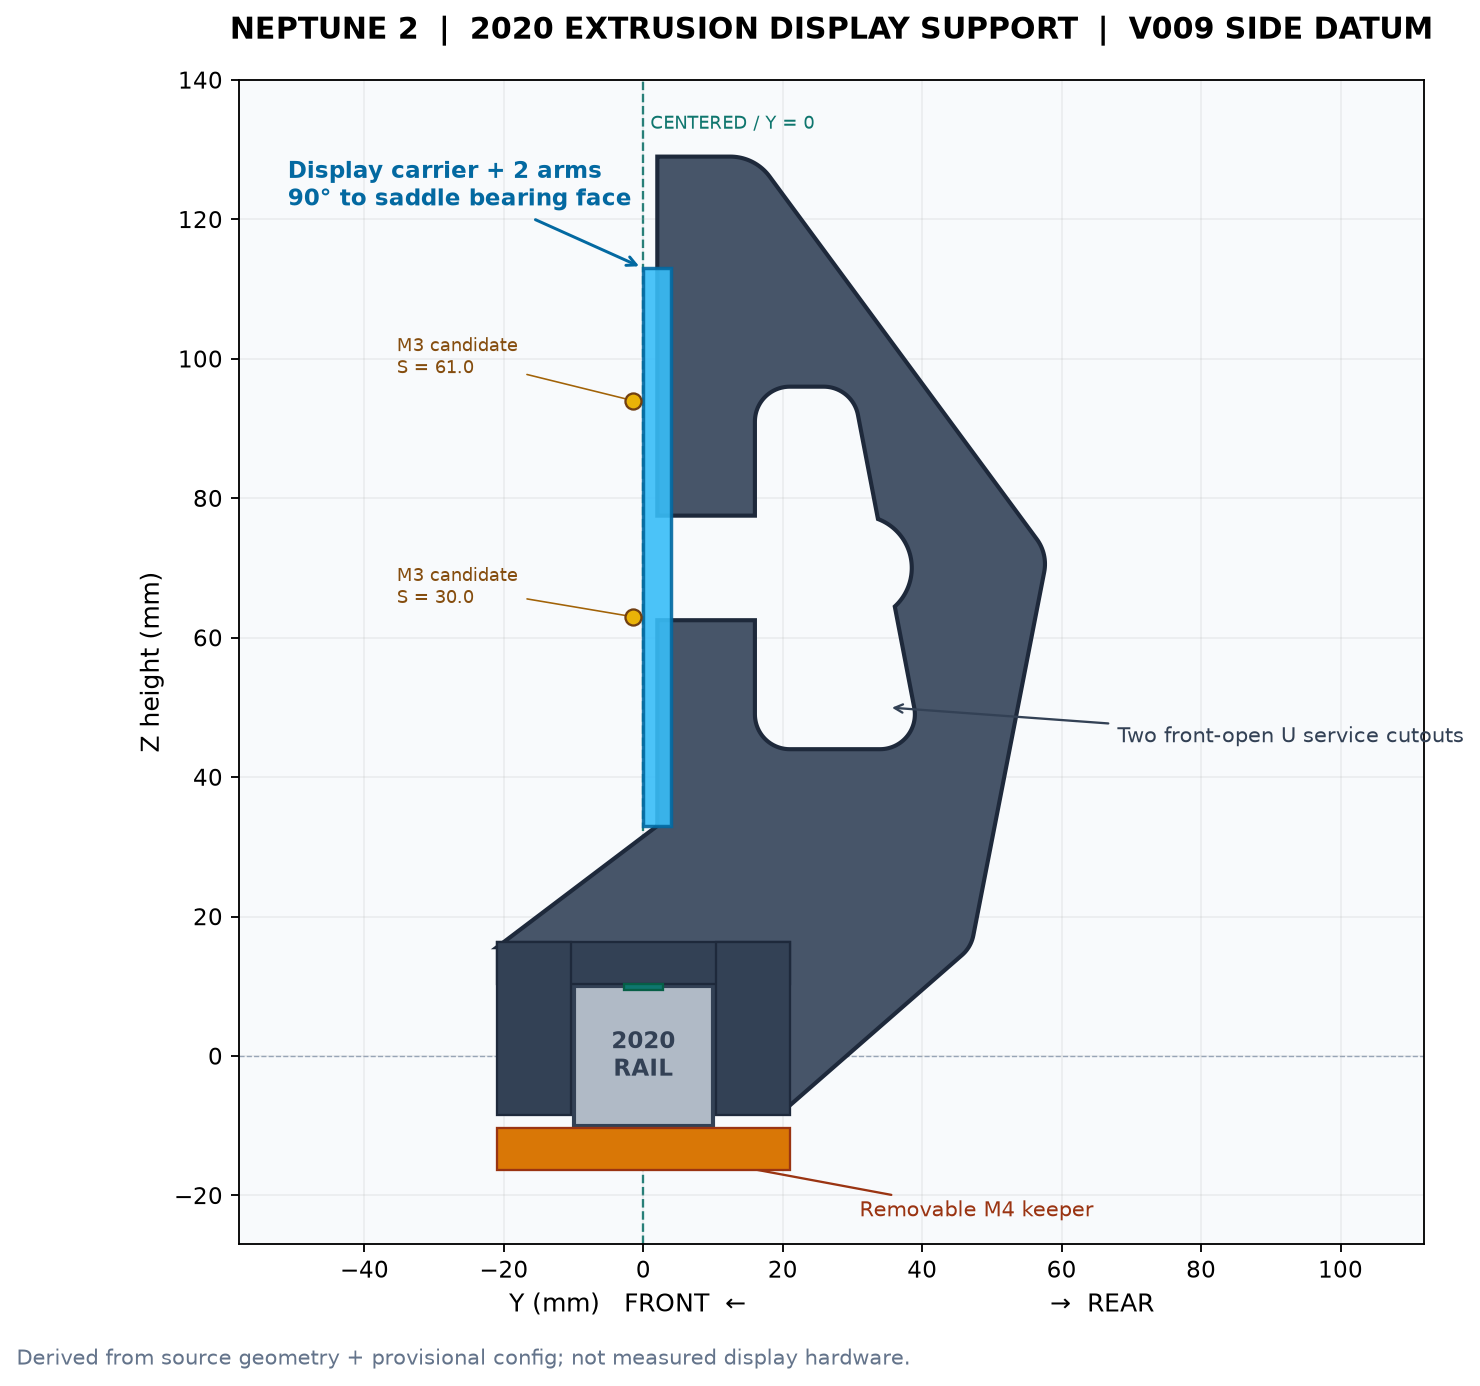 NEPTUNE 2 | 2020 EXTRUSION DISPLAY SUPPORT | V009 SIDE DATUM
140
CENTERED / Y = 0
Display carrier + 2 arms
90° to saddle bearing face
120
M3 candidate
S = 61.0
100
80
M3 candidate
S = 30.0
60
Z height (mm)
Two front-open U service cutouts
40
20
2020
RAIL
0
−20
Removable M4 keeper
−40 −20 0 20 40 60 80 100
Y (mm) FRONT ← → REAR
Derived from source geometry + provisional config; not measured display hardware.